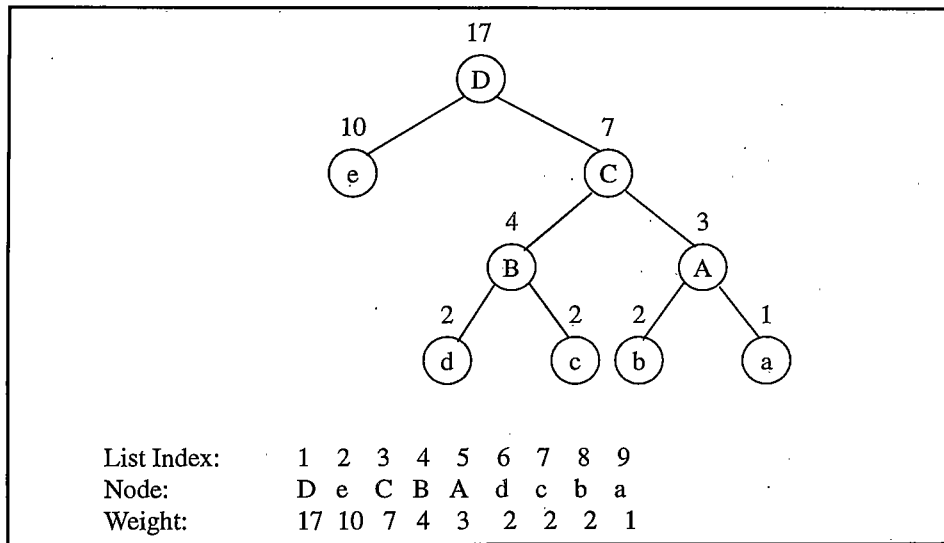 17
D
10 7
e C
4 3
B A
2 2 2 1
d c b a
List Index: 1 2 3 4 5 6 7 8 9
Node: D e C B A d c b a
Weight: 17 10 7 4 3 2 2 2 1